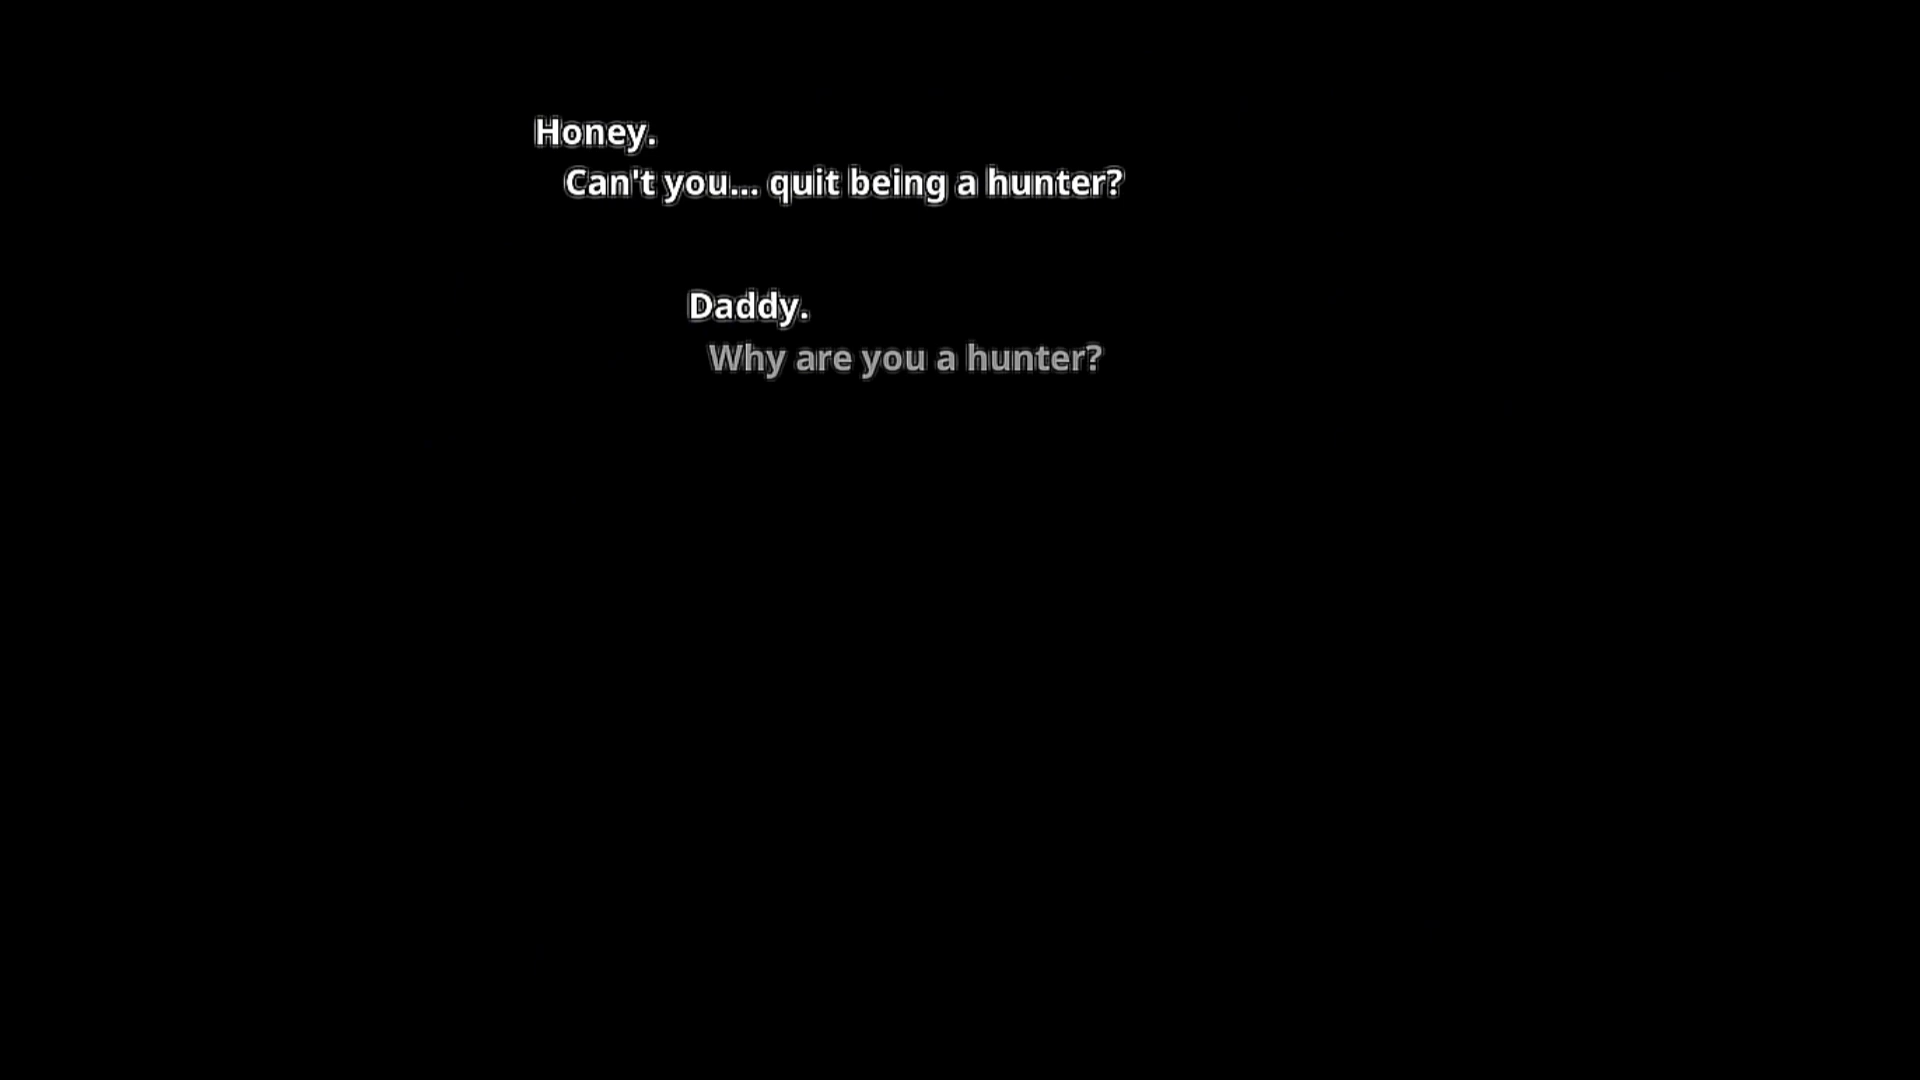 Honey.
Can't you... quit being a hunter?
Daddy.
Why are you a hunter?